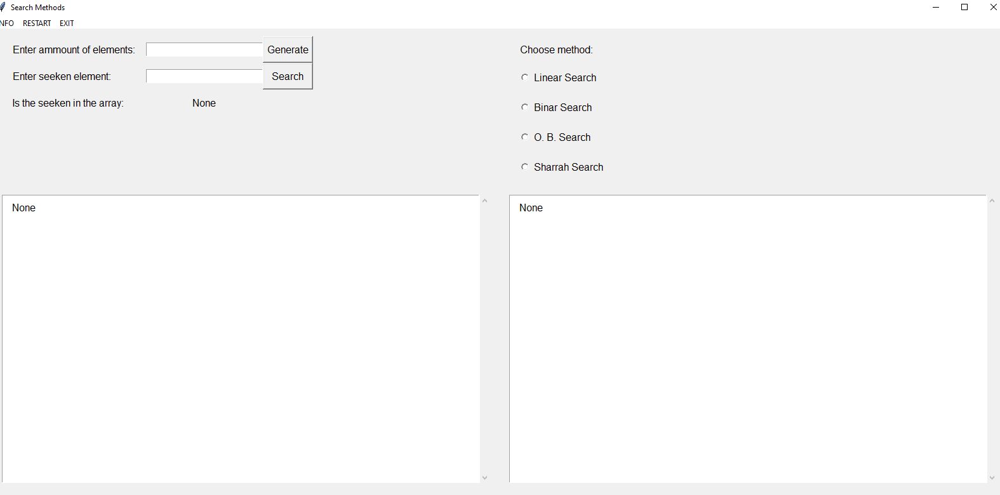 Search Methods
NFO RESTART EXIT
Enter ammount of elements:
Generate
Enter seeken element:
Search
Is the seeken in the array:
None
Choose method:
Linear Search
Binar Search
O. B. Search
Sharrah Search
None
None